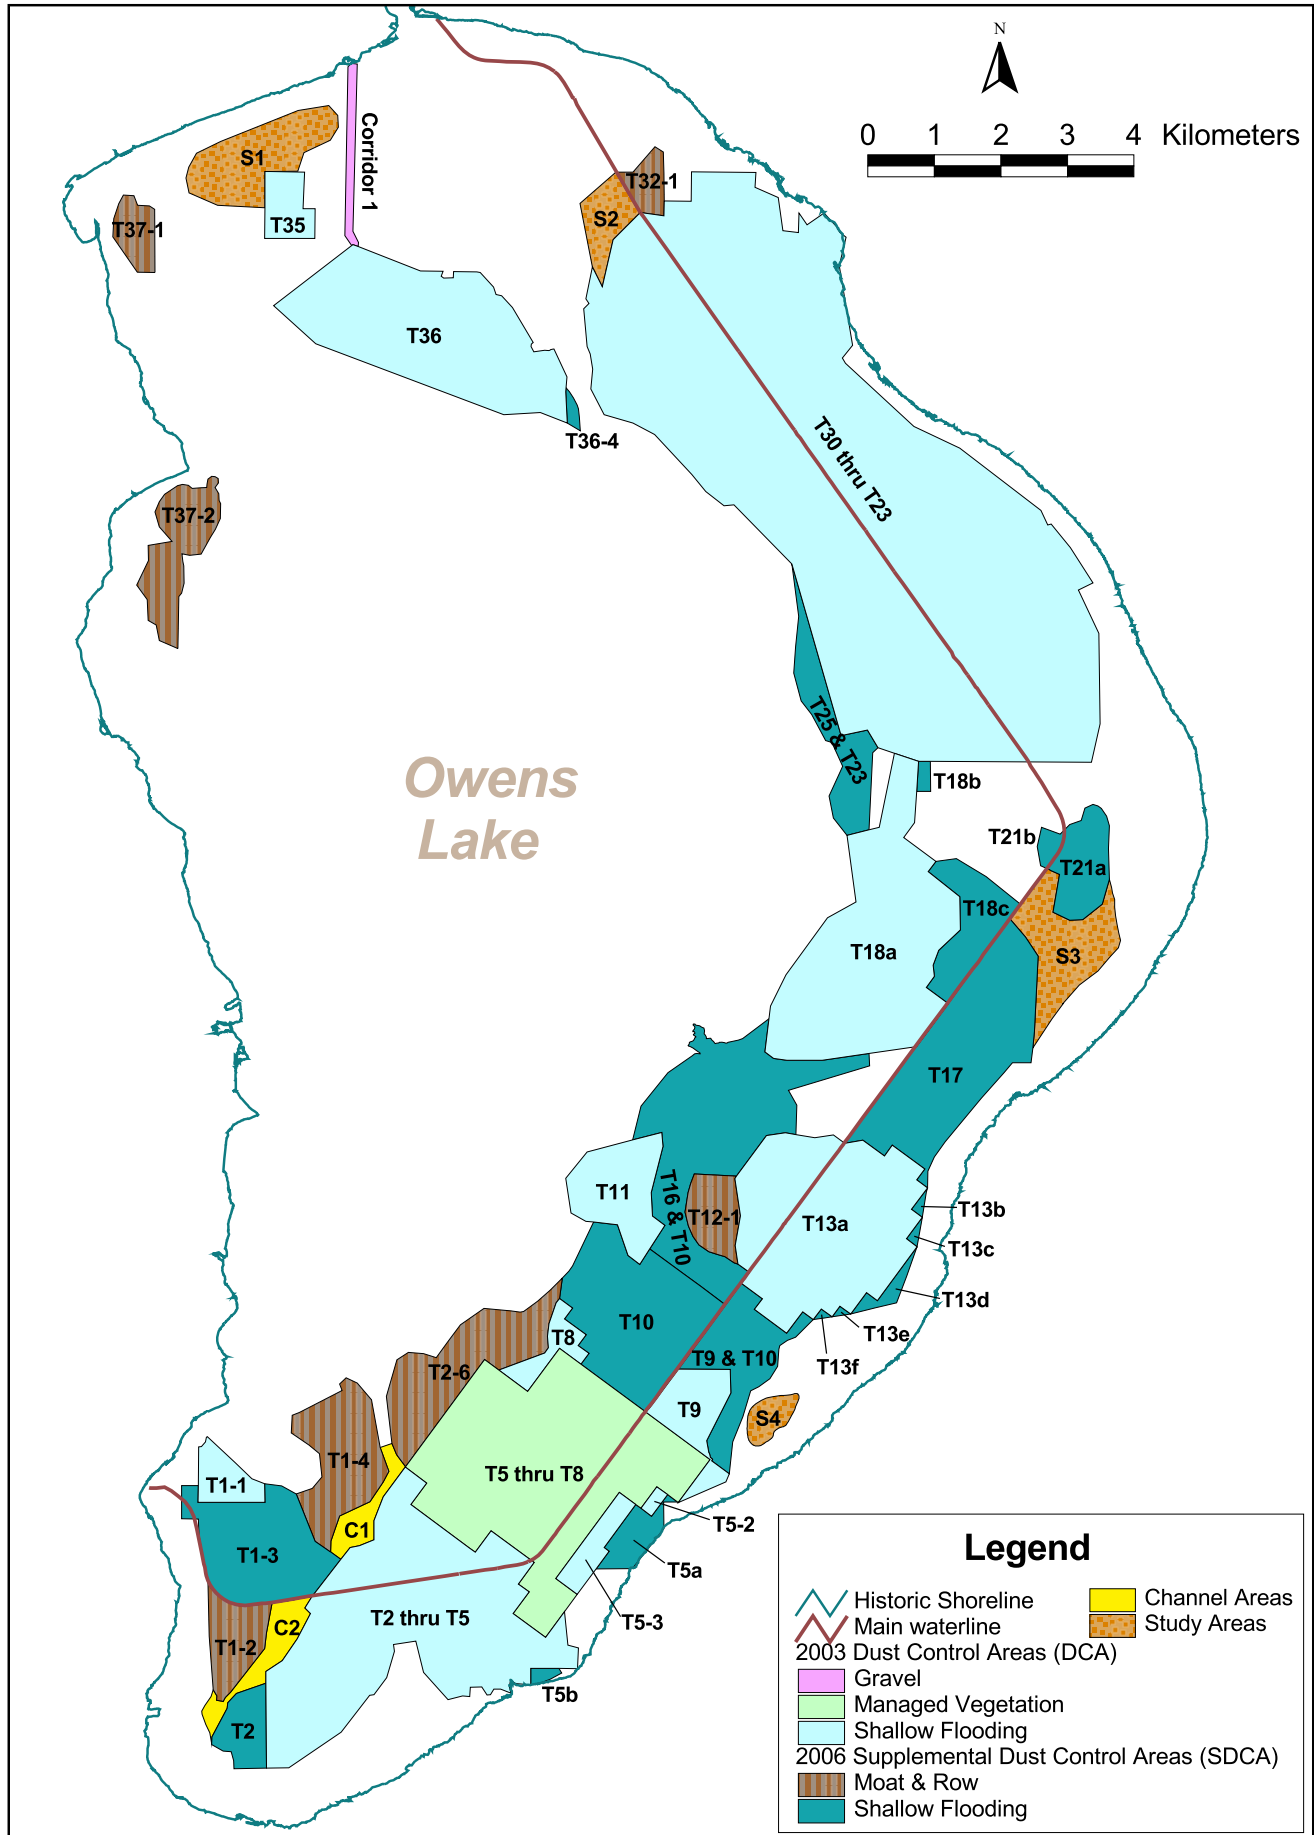 N
0 1 2 3 4 Kilometers
Corridor 1
S1
T32-1
T37-1
T35
S2
T36
T36-4
T30 thru T23
T37-2
T25 & T23
Owens
Lake
T18b
T21b
T21a
T18c
T18a
S3
T17
T11
T16 & T10
T12-1
T13a
T13b
T13c
T13d
T13e
T13f
T10
T8
T9 & T10
T2-6
T9
S4
T1-4
T5 thru T8
T1-1
C1
T5-2
T1-3
T5a
T5-3
T2 thru T5
C2
T1-2
T5b
T2
Legend
Historic Shoreline
Main waterline
Channel Areas
Study Areas
2003 Dust Control Areas (DCA)
Gravel
Managed Vegetation
Shallow Flooding
2006 Supplemental Dust Control Areas (SDCA)
Moat & Row
Shallow Flooding